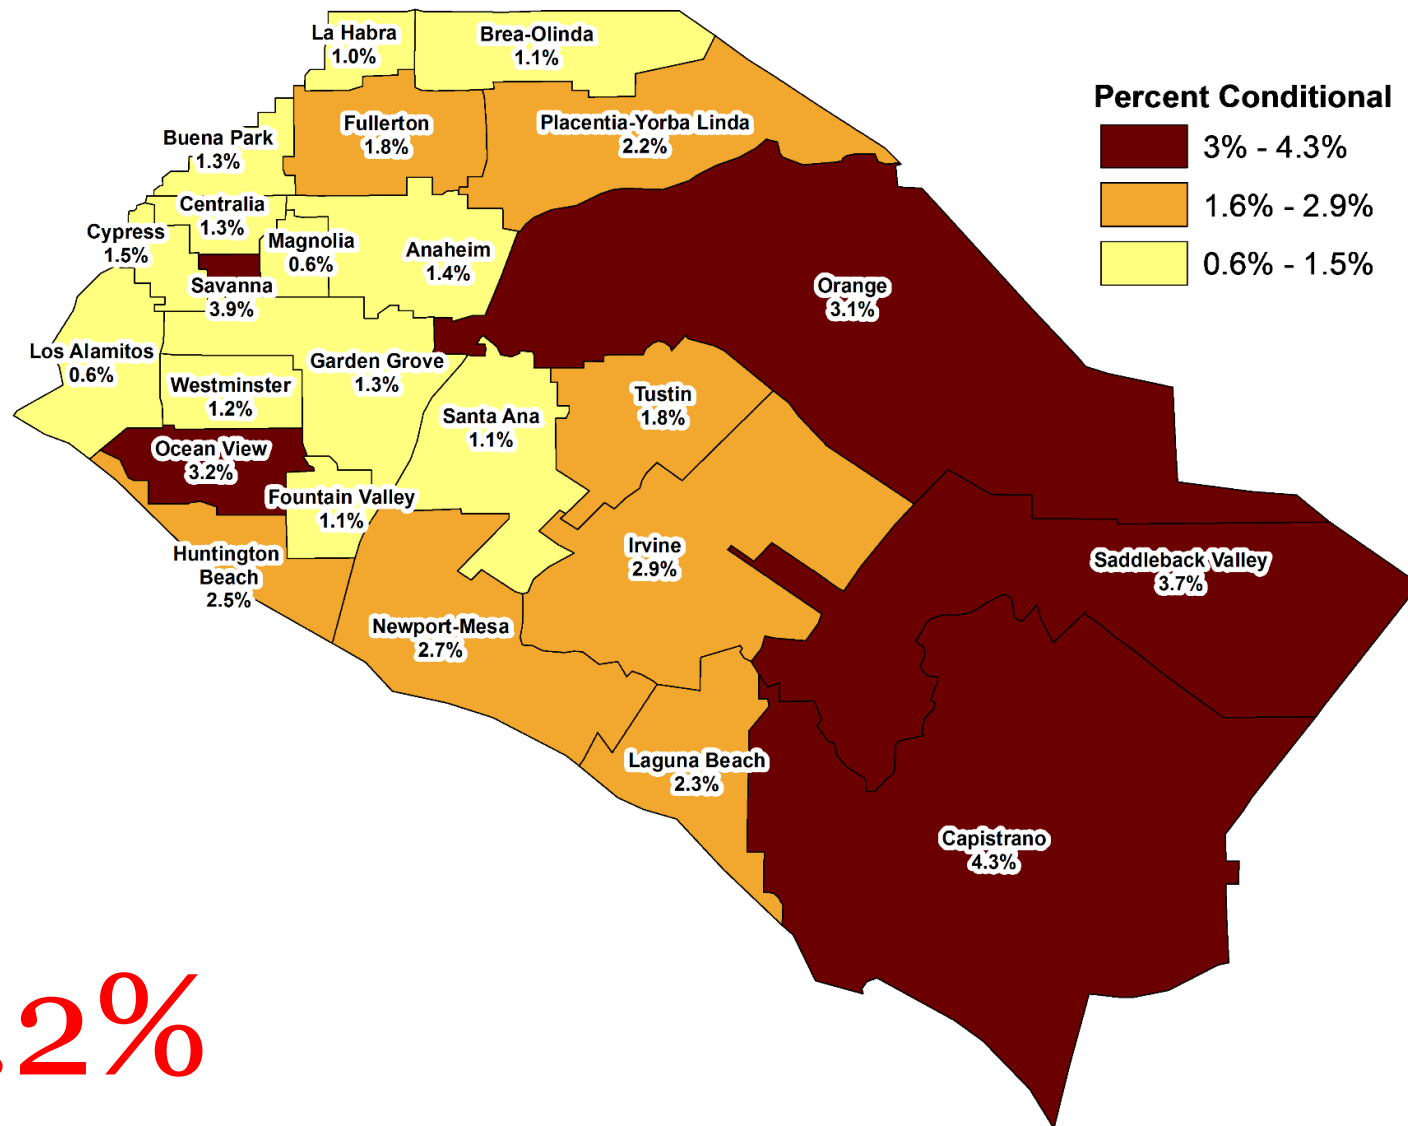 La Habra
1.0%
Brea-Olinda
1.1%
Percent Conditional
3% - 4.3%
1.6% - 2.9%
0.6% - 1.5%
Buena Park
1.3%
Fullerton
1.8%
Placentia-Yorba Linda
2.2%
Centralia
1.3%
Cypress
1.5%
Magnolia
0.6%
Anaheim
1.4%
Savanna
3.9%
Orange
3.1%
Los Alamitos
0.6%
Garden Grove
1.3%
Westminster
1.2%
Tustin
1.8%
Santa Ana
1.1%
Ocean View
3.2%
Fountain Valley
1.1%
Huntington
Beach
2.5%
Irvine
2.9%
Saddleback Valley
3.7%
Newport-Mesa
2.7%
Laguna Beach
2.3%
Capistrano
4.3%
.2%